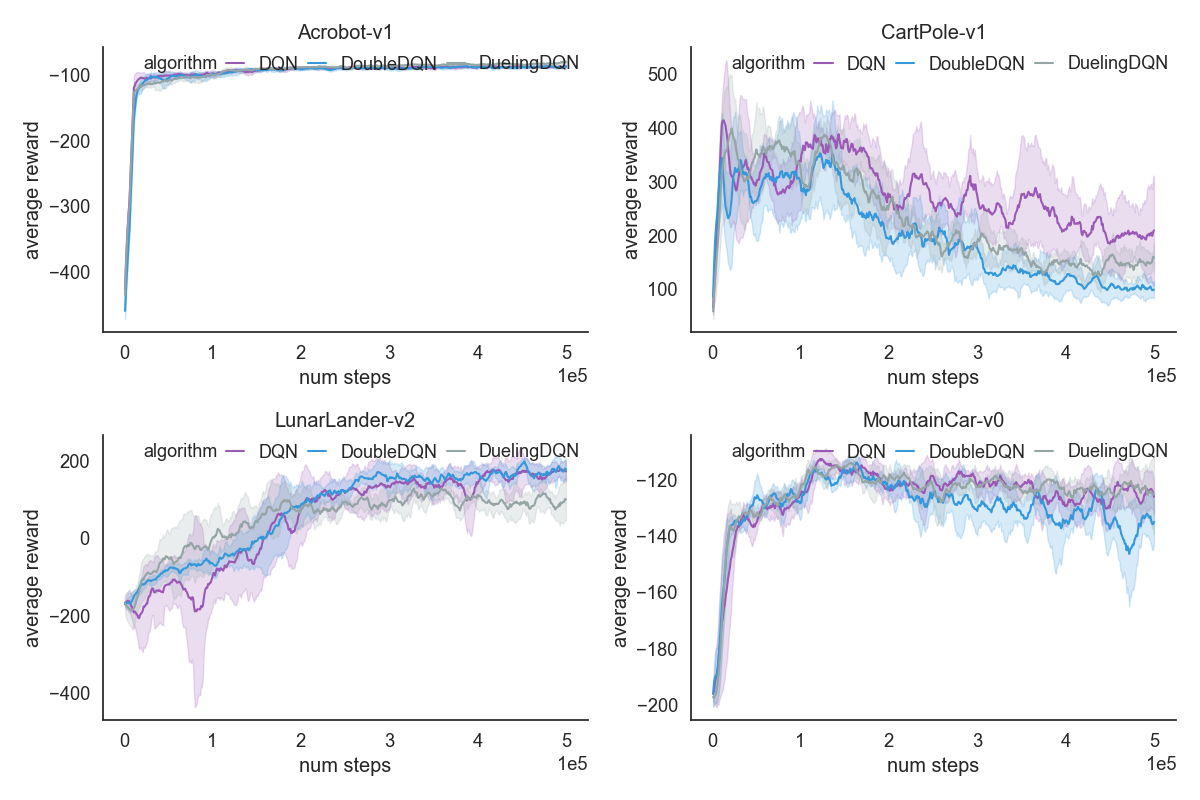 Acrobot-v1
algorithm DQN DoubleDQN DuelingDQN
−100
−200
−300
−400
average reward
0 1 2 3 4 5
num steps
1e5
CartPole-v1
algorithm DQN DoubleDQN DuelingDQN
500
400
300
200
100
average reward
0 1 2 3 4 5
num steps
1e5
LunarLander-v2
algorithm DQN DoubleDQN DuelingDQN
200
0
−200
−400
average reward
0 1 2 3 4 5
num steps
1e5
MountainCar-v0
algorithm DQN DoubleDQN DuelingDQN
−120
−140
−160
−180
−200
average reward
0 1 2 3 4 5
num steps
1e5